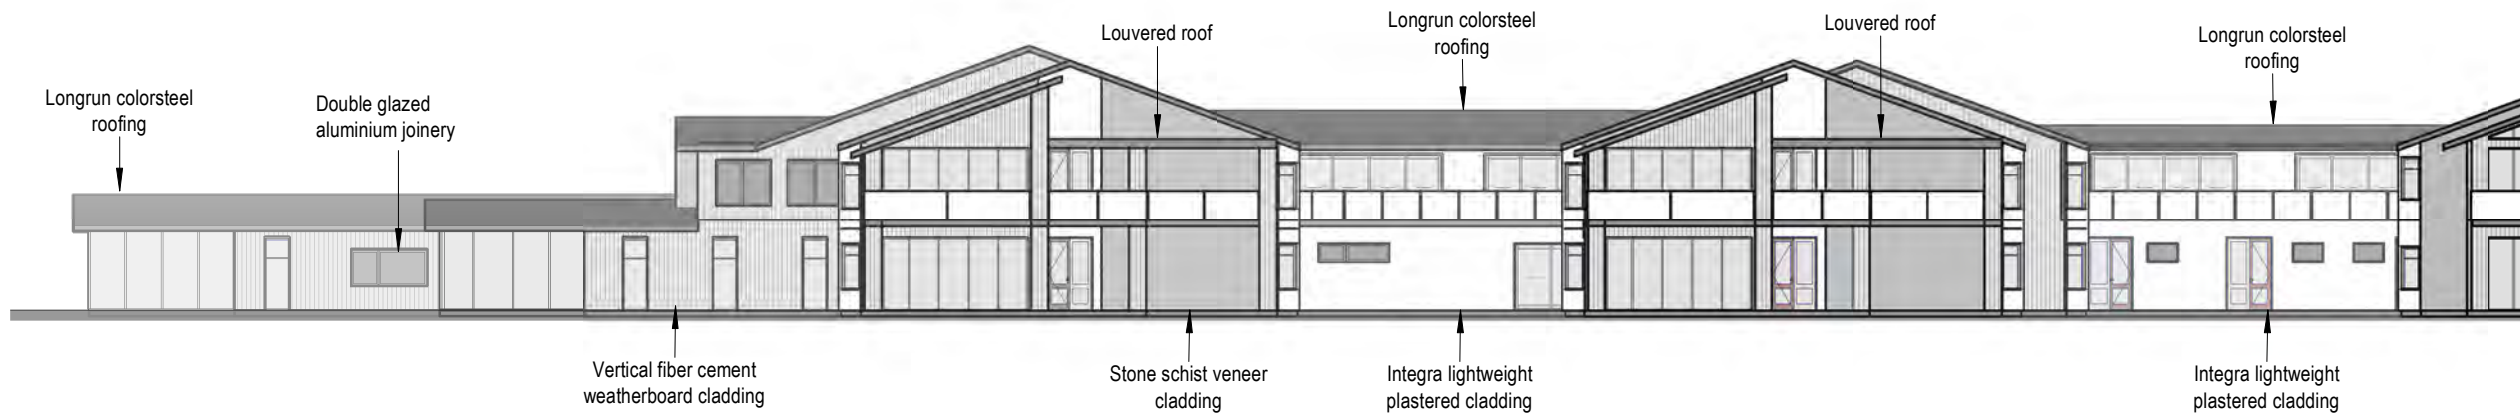 Longrun colorsteel
roofing
Double glazed
aluminium joinery
Louvered roof
Longrun colorsteel
roofing
Louvered roof
Longrun colorsteel
roofing
Vertical fiber cement
weatherboard cladding
Stone schist veneer
cladding
Integra lightweight
plastered cladding
Integra lightweight
plastered cladding